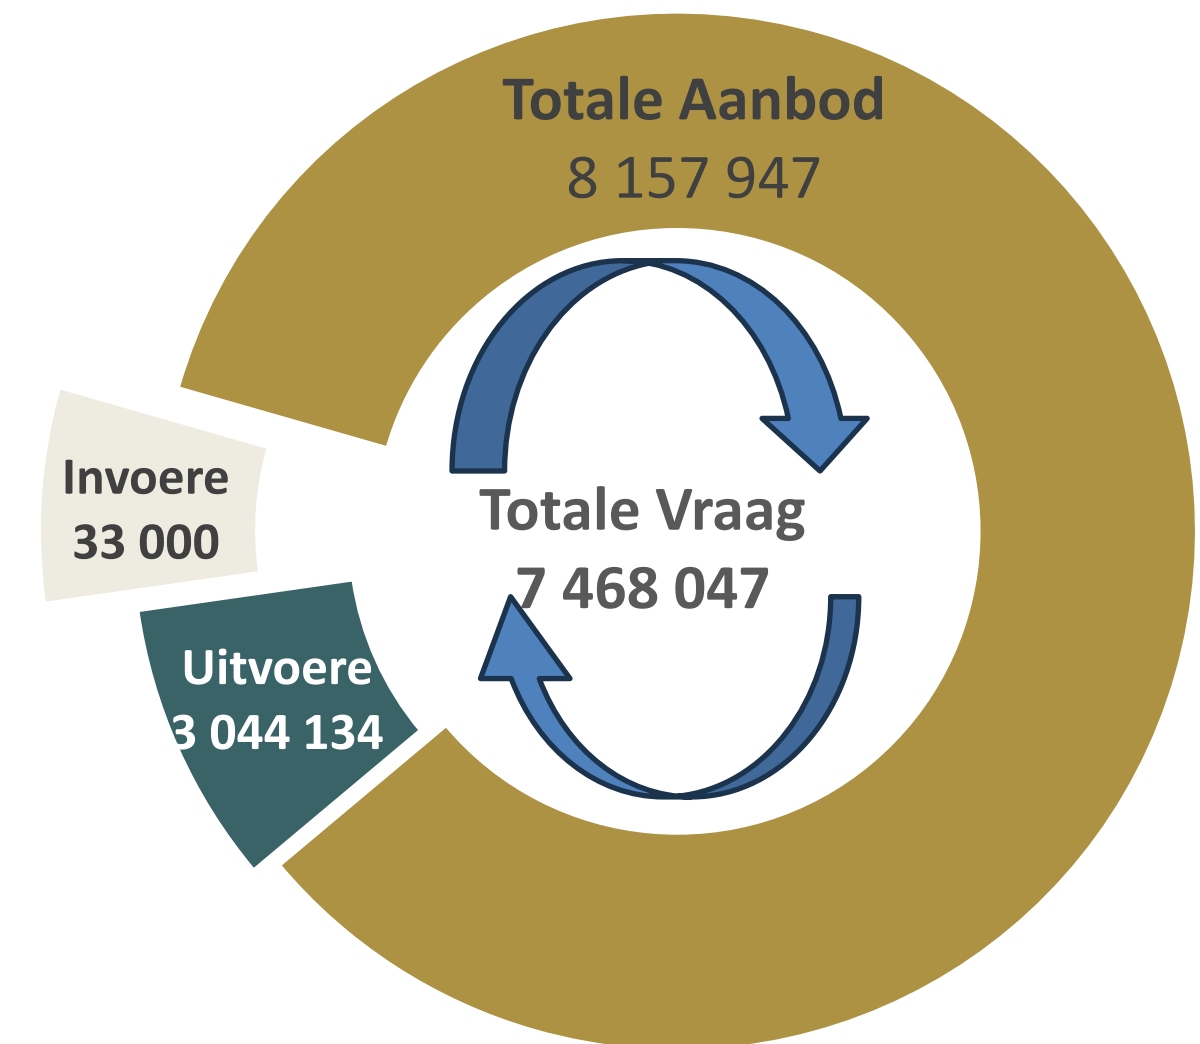 Totale Aanbod
8 157 947
Invoere
33 000
Totale Vraag
7 468 047
Uitvoere
3 044 134